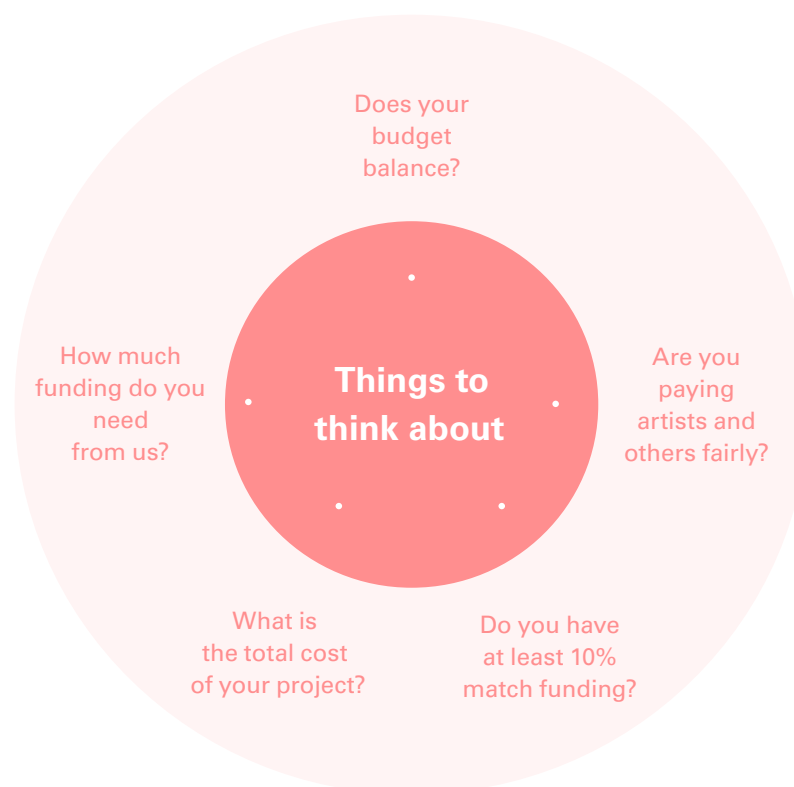 Does your
budget
balance?
How much
funding do you
need
from us?
Things to
think about
Are you
paying
artists and
others fairly?
What is
the total cost
of your project?
Do you have
at least 10%
match funding?